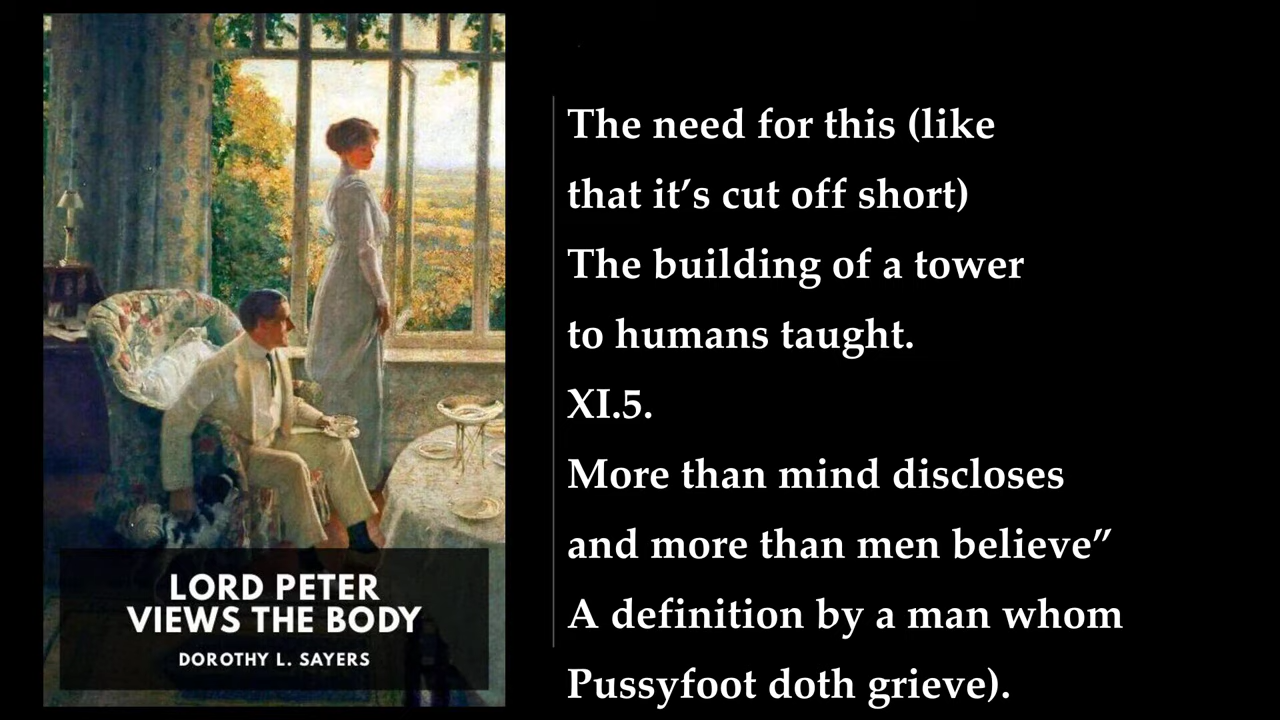 LORD PETER
VIEWS THE BODY
DOROTHY L. SAYERS
The need for this (like
that it’s cut off short)
The building of a tower
to humans taught.
XI.5.
More than mind discloses
and more than men believe”
A definition by a man whom
Pussyfoot doth grieve).